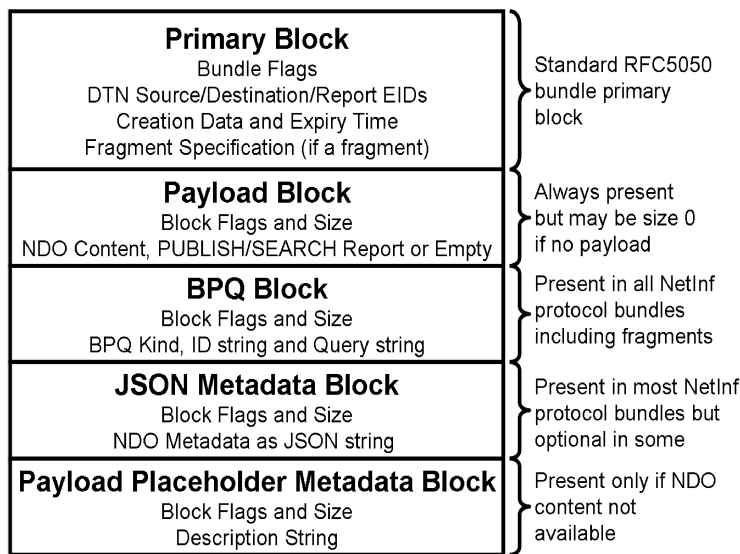 Primary Block
Bundle Flags
DTN Source/Destination/Report EIDs
Creation Data and Expiry Time
Fragment Specification (if a fragment)
Standard RFC5050
bundle primary
block
Payload Block
Block Flags and Size
NDO Content, PUBLISH/SEARCH Report or Empty
Always present
but may be size 0
if no payload
BPQ Block
Block Flags and Size
BPQ Kind, ID string and Query string
Present in all NetInf
protocol bundles
including fragments
JSON Metadata Block
Block Flags and Size
NDO Metadata as JSON string
Present in most NetInf
protocol bundles but
optional in some
Payload Placeholder Metadata Block
Block Flags and Size
Description String
Present only if NDO
content not
available